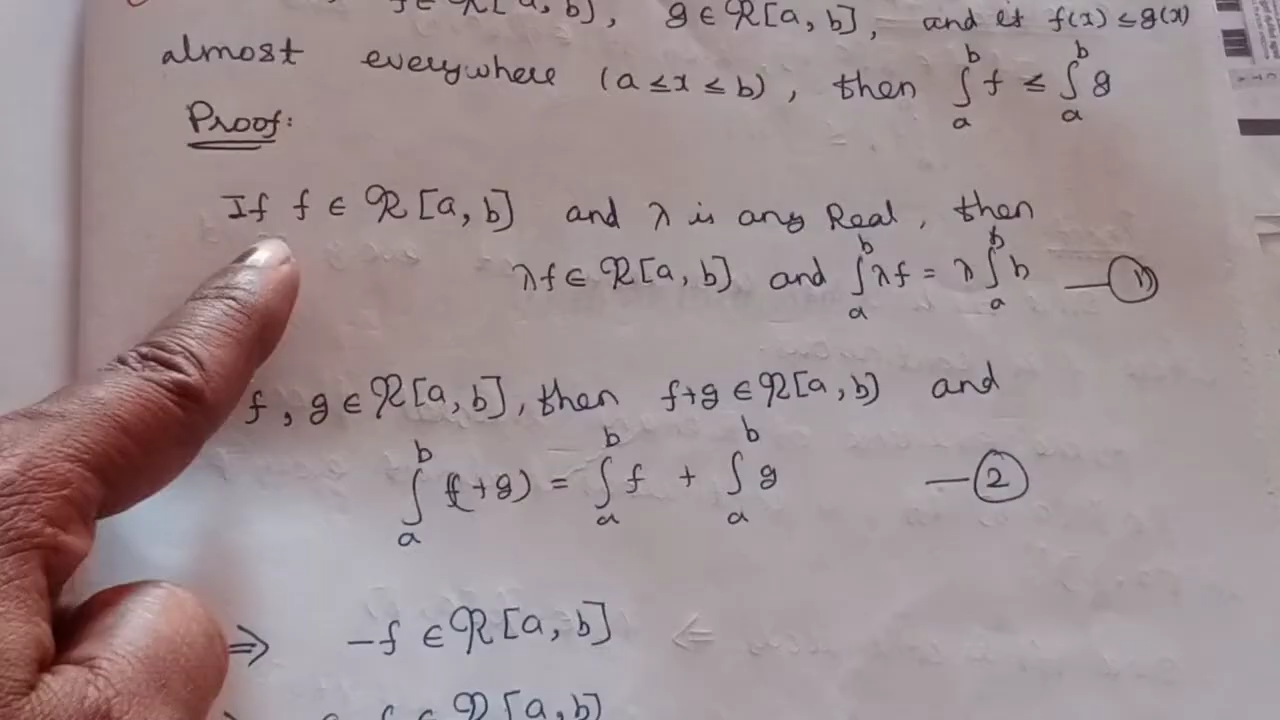 f ∈ ℛ[a, b], g ∈ ℛ[a, b], and let f(x) ≤ g(x)
almost everywhere (a ≤ x ≤ b), then ∫_a^b f ≤ ∫_a^b g
Proof:
If f ∈ ℛ[a, b] and λ is any Real, then
λf ∈ ℛ[a, b] and ∫_a^b λf = λ ∫_a^b b —①
f, g ∈ ℛ[a, b], then f+g ∈ ℛ[a, b] and
∫_a^b (f+g) = ∫_a^b f + ∫_a^b g —②
⇒ -f ∈ ℛ[a, b] ⇐
g-f ∈ ℛ[a, b]